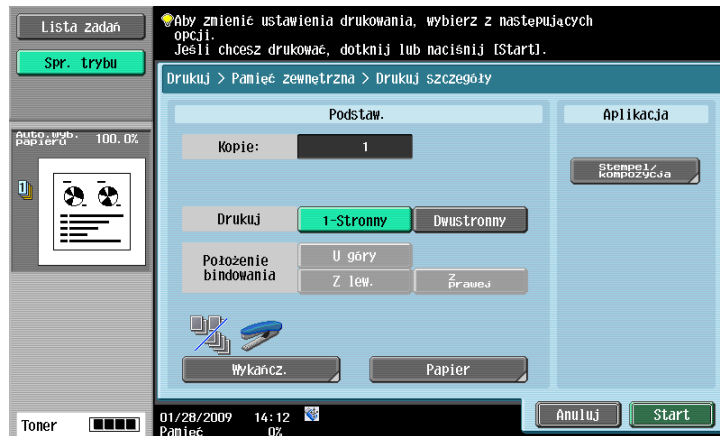 Lista zadań
Spr. trybu
Aby zmienić ustawienia drukowania, wybierz z następujących
opcji.
Jeśli chcesz drukować, dotknij lub naciśnij [Start].
Drukuj > Pamięć zewnętrzna > Drukuj szczegóły
Auto.wyb.
papieru
100.0%
1
Podstaw.
Aplikacja
Kopie:
1
Stempel/
kompozycja
Drukuj
1-Stronny
Dwustronny
Położenie
bindowania
U góry
Z lew.
Z
prawej
Wykańcz.
Papier
Toner
01/28/2009
14:12
Pamięć
0%
Anuluj
Start